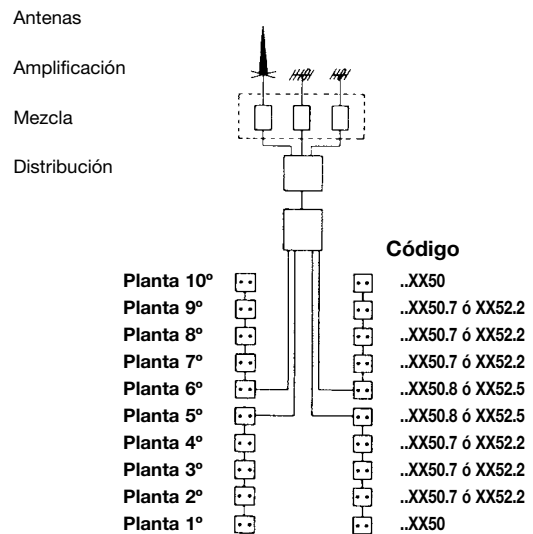 Antenas
Amplificación
Mezcla
Distribución
Código
Planta 10º ..XX50
Planta 9º ..XX50.7 ó XX52.2
Planta 8º ..XX50.7 ó XX52.2
Planta 7º ..XX50.7 ó XX52.2
Planta 6º ..XX50.8 ó XX52.5
Planta 5º ..XX50.8 ó XX52.5
Planta 4º ..XX50.7 ó XX52.2
Planta 3º ..XX50.7 ó XX52.2
Planta 2º ..XX50.7 ó XX52.2
Planta 1º ..XX50